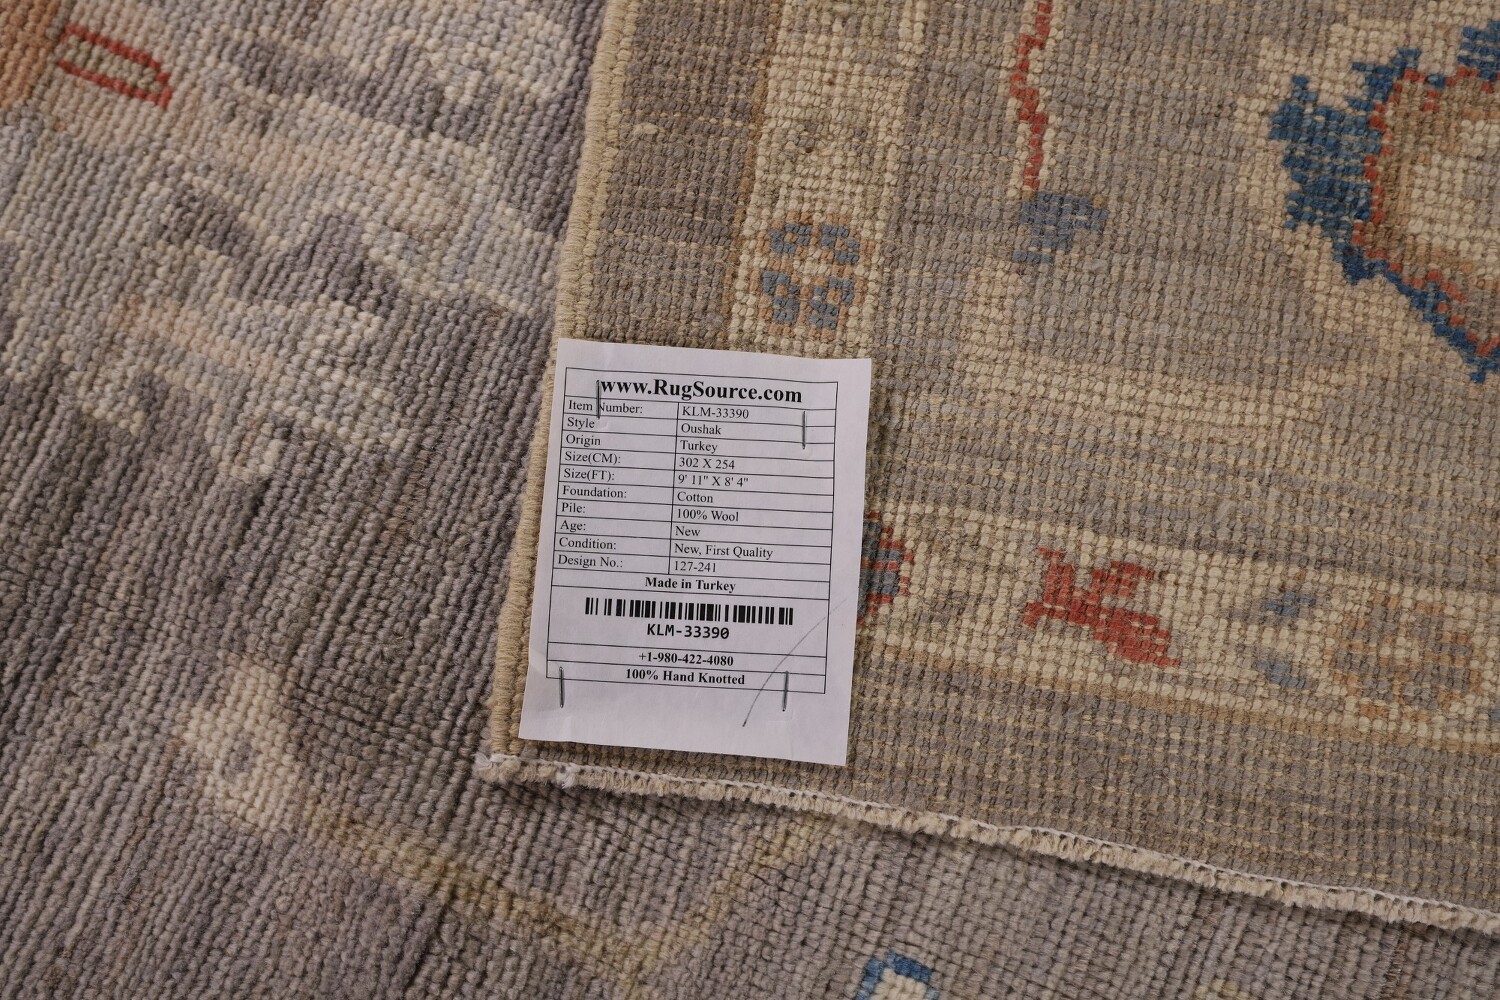 www.RugSource.com
Item Number: KLM-33390
Style Oushak
Origin Turkey
Size(CM): 302 X 254
Size(FT): 9' 11" X 8' 4"
Foundation: Cotton
Pile: 100% Wool
Age: New
Condition: New, First Quality
Design No.: 127-241
Made in Turkey
KLM-33390
+1-980-422-4080
100% Hand Knotted